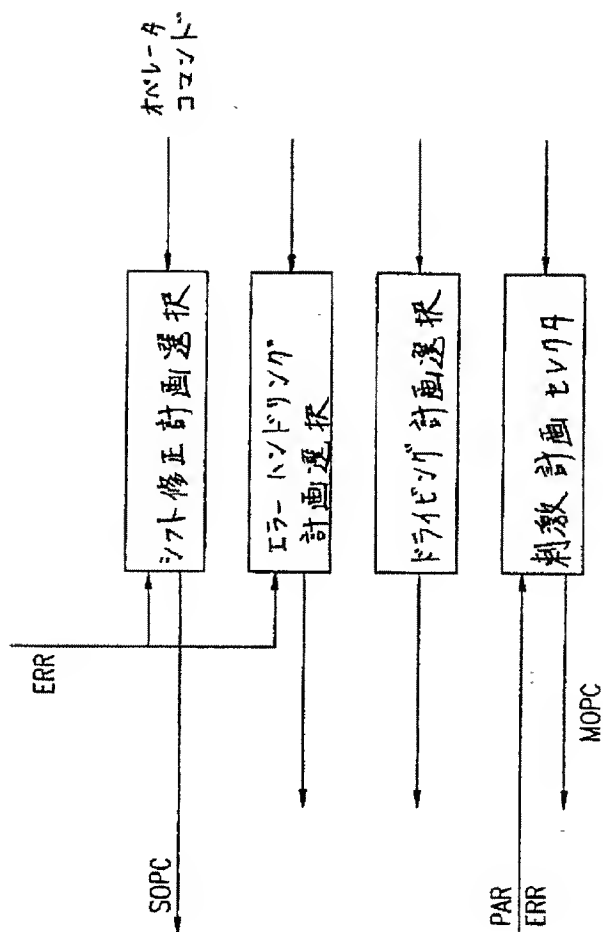 オペレータ
コマンド
シフト修正計画選択
エラーハンドリング
計画選択
ドライビング計画選択
刺激計画セレクタ
ERR
SOPC
PAR
ERR
MOPC